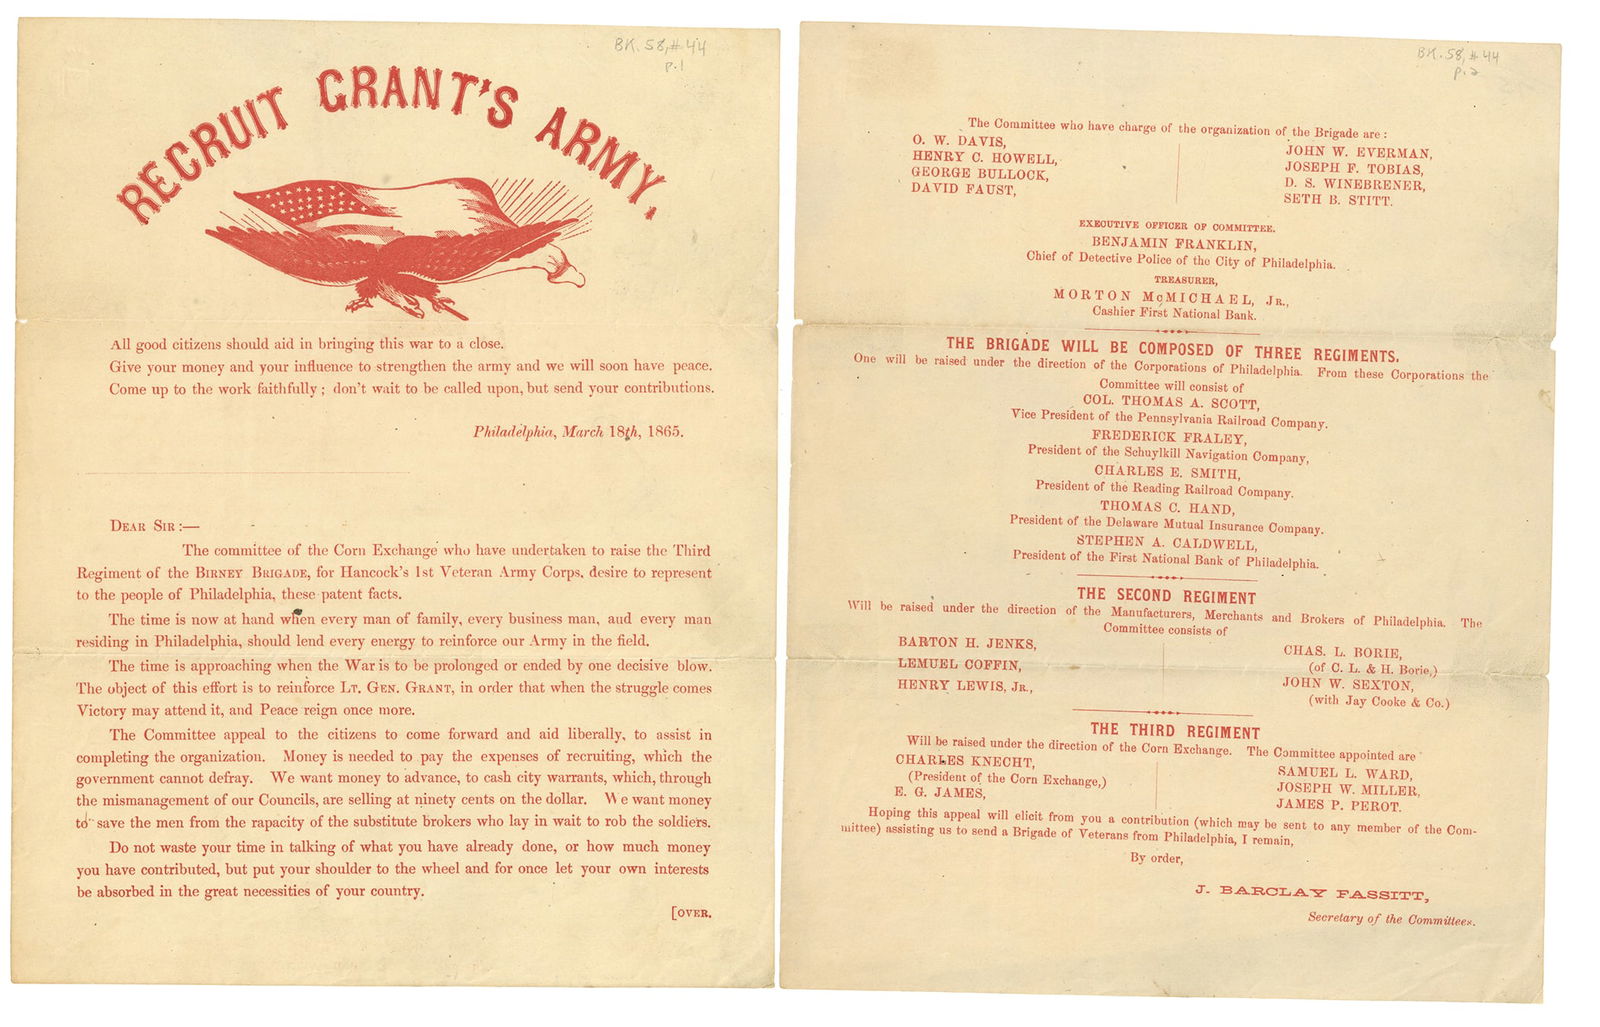 BK. 58, #44
p.1
RECRUIT GRANT'S ARMY.
All good citizens should aid in bringing this war to a close.
Give your money and your influence to strengthen the army and we will soon have peace.
Come up to the work faithfully; don't wait to be called upon, but send your contributions.
Philadelphia, March 18th, 1865.
DEAR SIR:—
The committee of the Corn Exchange who have undertaken to raise the Third
Regiment of the BIRNEY BRIGADE, for Hancock's 1st Veteran Army Corps, desire to represent
to the people of Philadelphia, these patent facts.
The time is now at hand when every man of family, every business man, and every man
residing in Philadelphia, should lend every energy to reinforce our Army in the field.
The time is approaching when the War is to be prolonged or ended by one decisive blow.
The object of this effort is to reinforce LT. GEN. GRANT, in order that when the struggle comes
Victory may attend it, and Peace reign once more.
The Committee appeal to the citizens to come forward and aid liberally, to assist in
completing the organization. Money is needed to pay the expenses of recruiting, which the
government cannot defray. We want money to advance, to cash city warrants, which, through
the mismanagement of our Councils, are selling at ninety cents on the dollar. We want money
to save the men from the rapacity of the substitute brokers who lay in wait to rob the soldiers.
Do not waste your time in talking of what you have already done, or how much money
you have contributed, but put your shoulder to the wheel and for once let your own interests
be absorbed in the great necessities of your country.
[OVER.
BK. 58, #44
p.2
The Committee who have charge of the organization of the Brigade are:
O. W. DAVIS,
HENRY C. HOWELL,
GEORGE BULLOCK,
DAVID FAUST,
JOHN W. EVERMAN,
JOSEPH F. TOBIAS,
D. S. WINEBRENER,
SETH B. STITT.
EXECUTIVE OFFICER OF COMMITTEE.
BENJAMIN FRANKLIN,
Chief of Detective Police of the City of Philadelphia.
TREASURER,
MORTON McMICHAEL, JR.,
Cashier First National Bank.
THE BRIGADE WILL BE COMPOSED OF THREE REGIMENTS.
One will be raised under the direction of the Corporations of Philadelphia. From these Corporations the
Committee will consist of
COL. THOMAS A. SCOTT,
Vice President of the Pennsylvania Railroad Company.
FREDERICK FRALEY,
President of the Schuylkill Navigation Company,
CHARLES E. SMITH,
President of the Reading Railroad Company.
THOMAS C. HAND,
President of the Delaware Mutual Insurance Company.
STEPHEN A. CALDWELL,
President of the First National Bank of Philadelphia.
THE SECOND REGIMENT
Will be raised under the direction of the Manufacturers, Merchants and Brokers of Philadelphia. The
Committee consists of
BARTON H. JENKS,
LEMUEL COFFIN,
HENRY LEWIS, JR.,
CHAS. L. BORIE,
(of C. L. & H. Borie,)
JOHN W. SEXTON,
(with Jay Cooke & Co.)
THE THIRD REGIMENT
Will be raised under the direction of the Corn Exchange. The Committee appointed are
CHARLES KNECHT,
(President of the Corn Exchange,)
E. G. JAMES,
SAMUEL L. WARD,
JOSEPH W. MILLER,
JAMES P. PEROT.
Hoping this appeal will elicit from you a contribution (which may be sent to any member of the Com-
mittee) assisting us to send a Brigade of Veterans from Philadelphia, I remain,
By order,
J. BARCLAY FASSITT,
Secretary of the Committees.